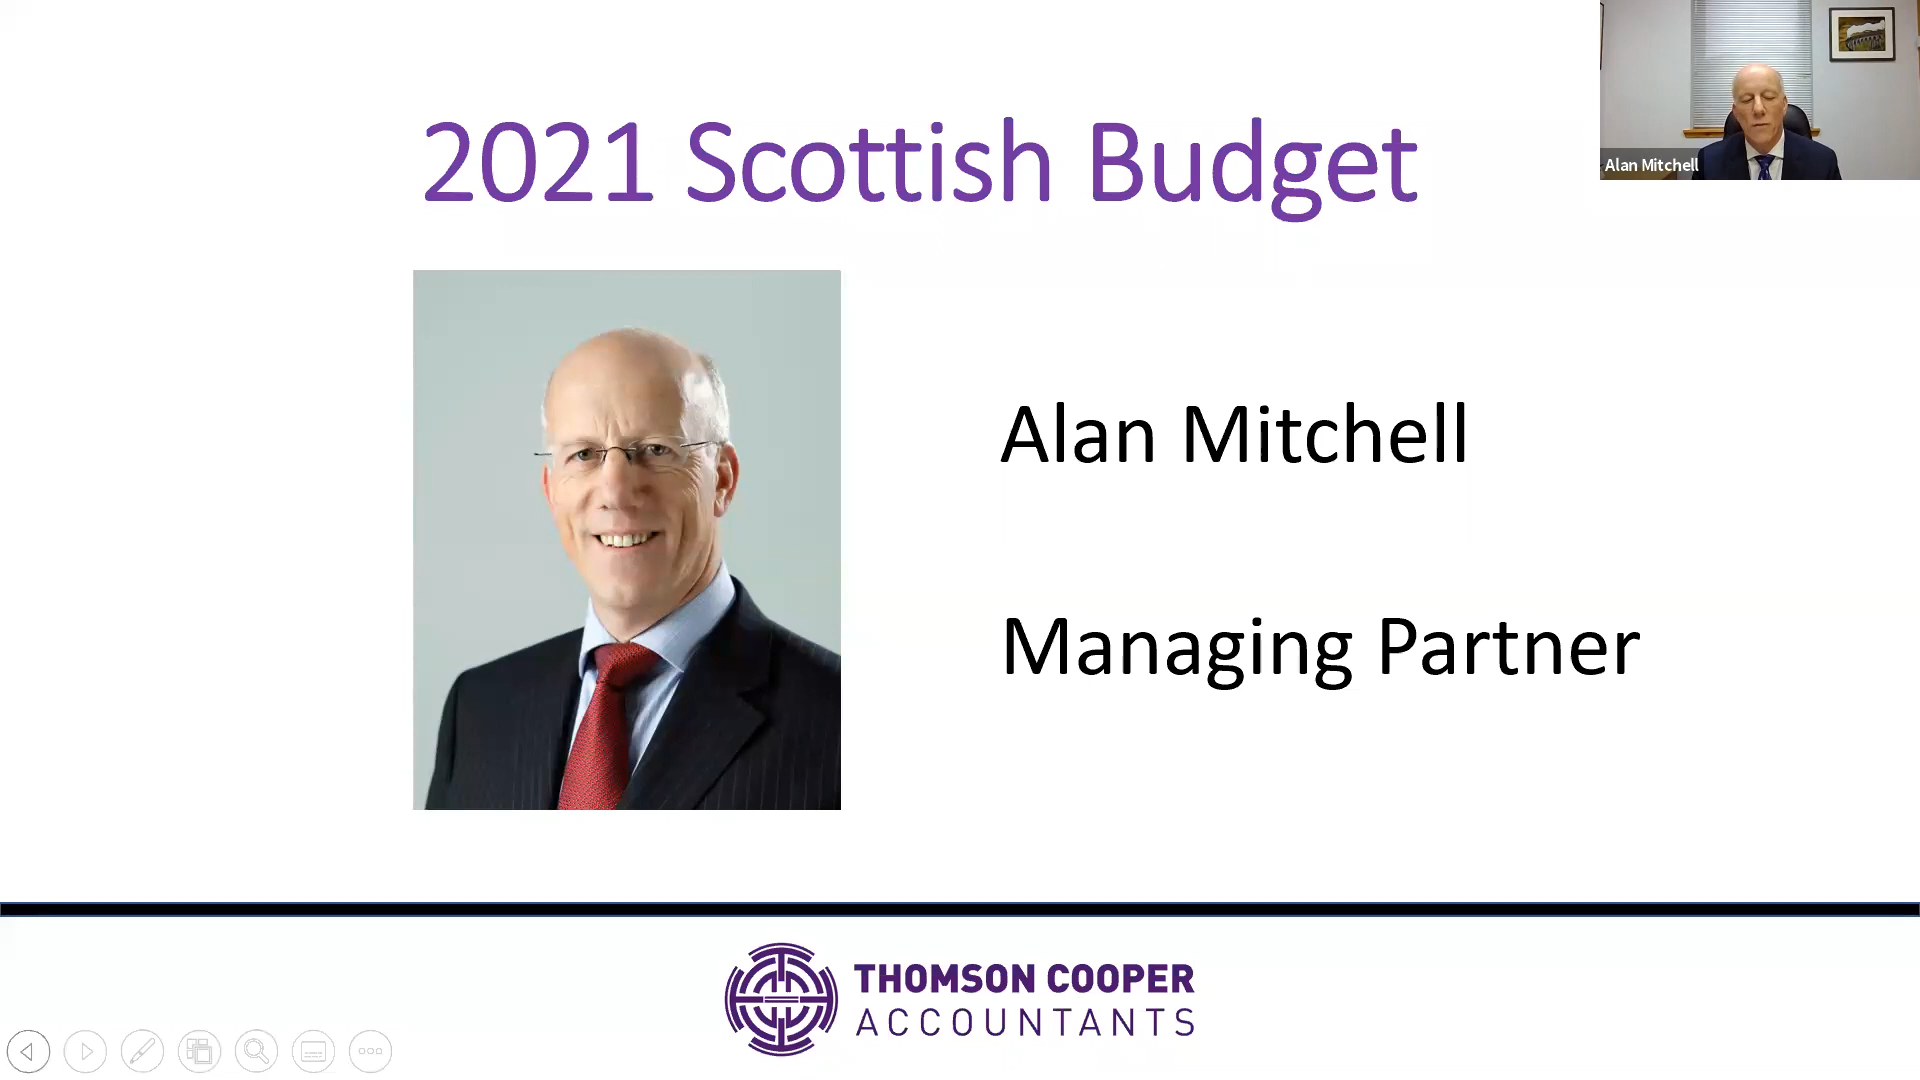 2021 Scottish Budget
Alan Mitchell
Alan Mitchell
Managing Partner
THOMSON COOPER
ACCOUNTANTS